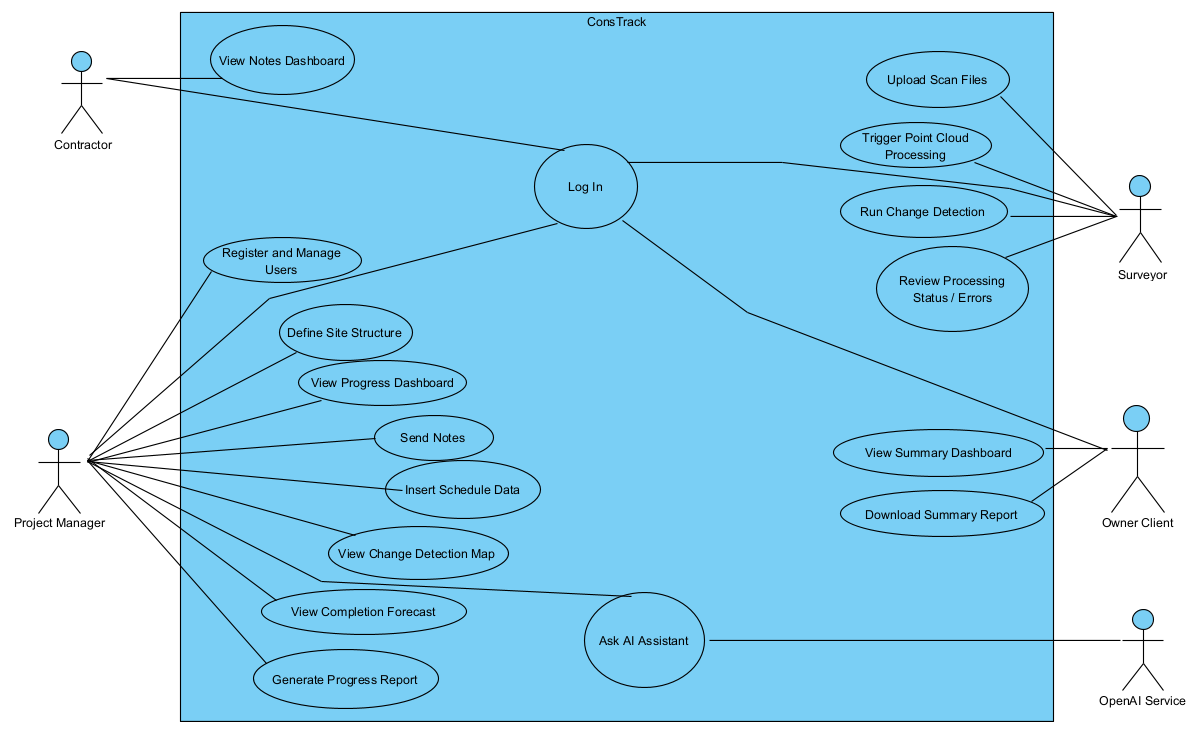 ConsTrack
View Notes Dashboard
Contractor
Upload Scan Files
Trigger Point Cloud
Processing
Log In
Run Change Detection
Surveyor
Register and Manage
Users
Review Processing
Status / Errors
Define Site Structure
View Progress Dashboard
Send Notes
View Summary Dashboard
Insert Schedule Data
Project Manager
Download Summary Report
Owner Client
View Change Detection Map
View Completion Forecast
Ask AI Assistant
Generate Progress Report
OpenAI Service